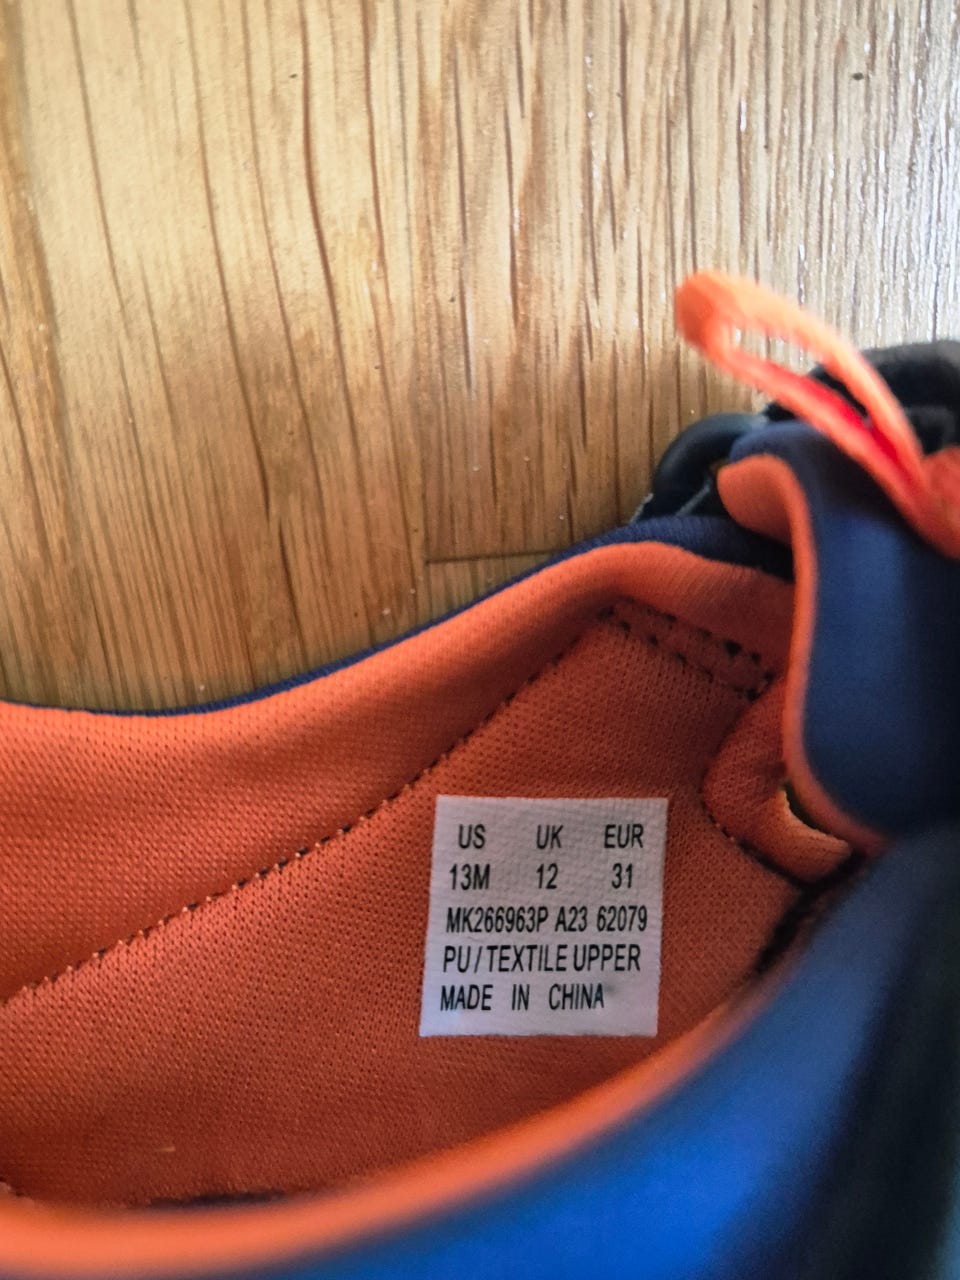 US UK EUR
13M 12 31
MK266963P A23 62079
PU / TEXTILE UPPER
MADE IN CHINA